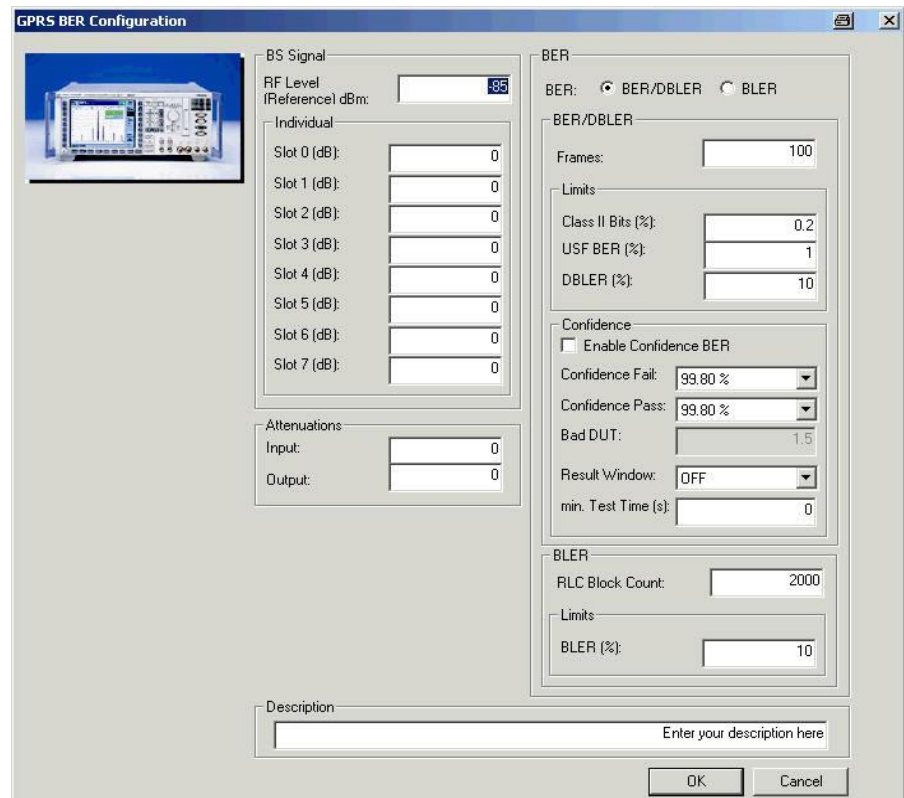 GPRS BER Configuration
BS Signal
RF Level
(Reference) dBm:
-85
Individual
Slot 0 (dB):
0
Slot 1 (dB):
0
Slot 2 (dB):
0
Slot 3 (dB):
0
Slot 4 (dB):
0
Slot 5 (dB):
0
Slot 6 (dB):
0
Slot 7 (dB):
0
Attenuations
Input:
0
Output:
0
BER
BER:
BER/DBLER
BLER
BER/DBLER
Frames:
100
Limits
Class II Bits (%):
0.2
USF BER (%):
1
DBLER (%):
10
Confidence
Enable Confidence BER
Confidence Fail:
99.80 %
Confidence Pass:
99.80 %
Bad DUT:
1.5
Result Window:
OFF
min. Test Time (s):
0
BLER
RLC Block Count:
2000
Limits
BLER (%):
10
Description
Enter your description here
OK
Cancel